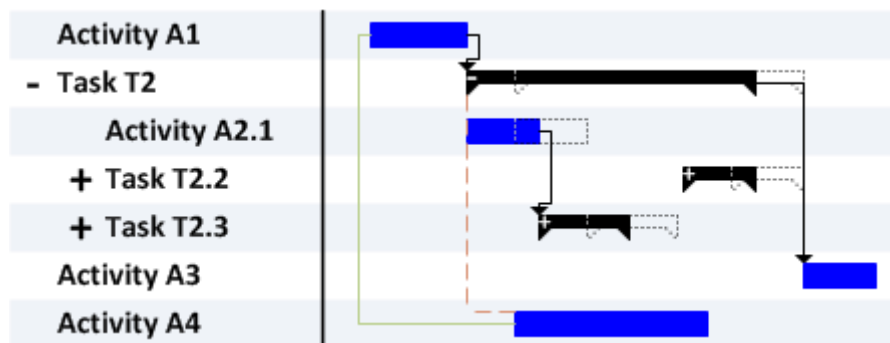 Activity A1
- Task T2
Activity A2.1
+ Task T2.2
+ Task T2.3
Activity A3
Activity A4